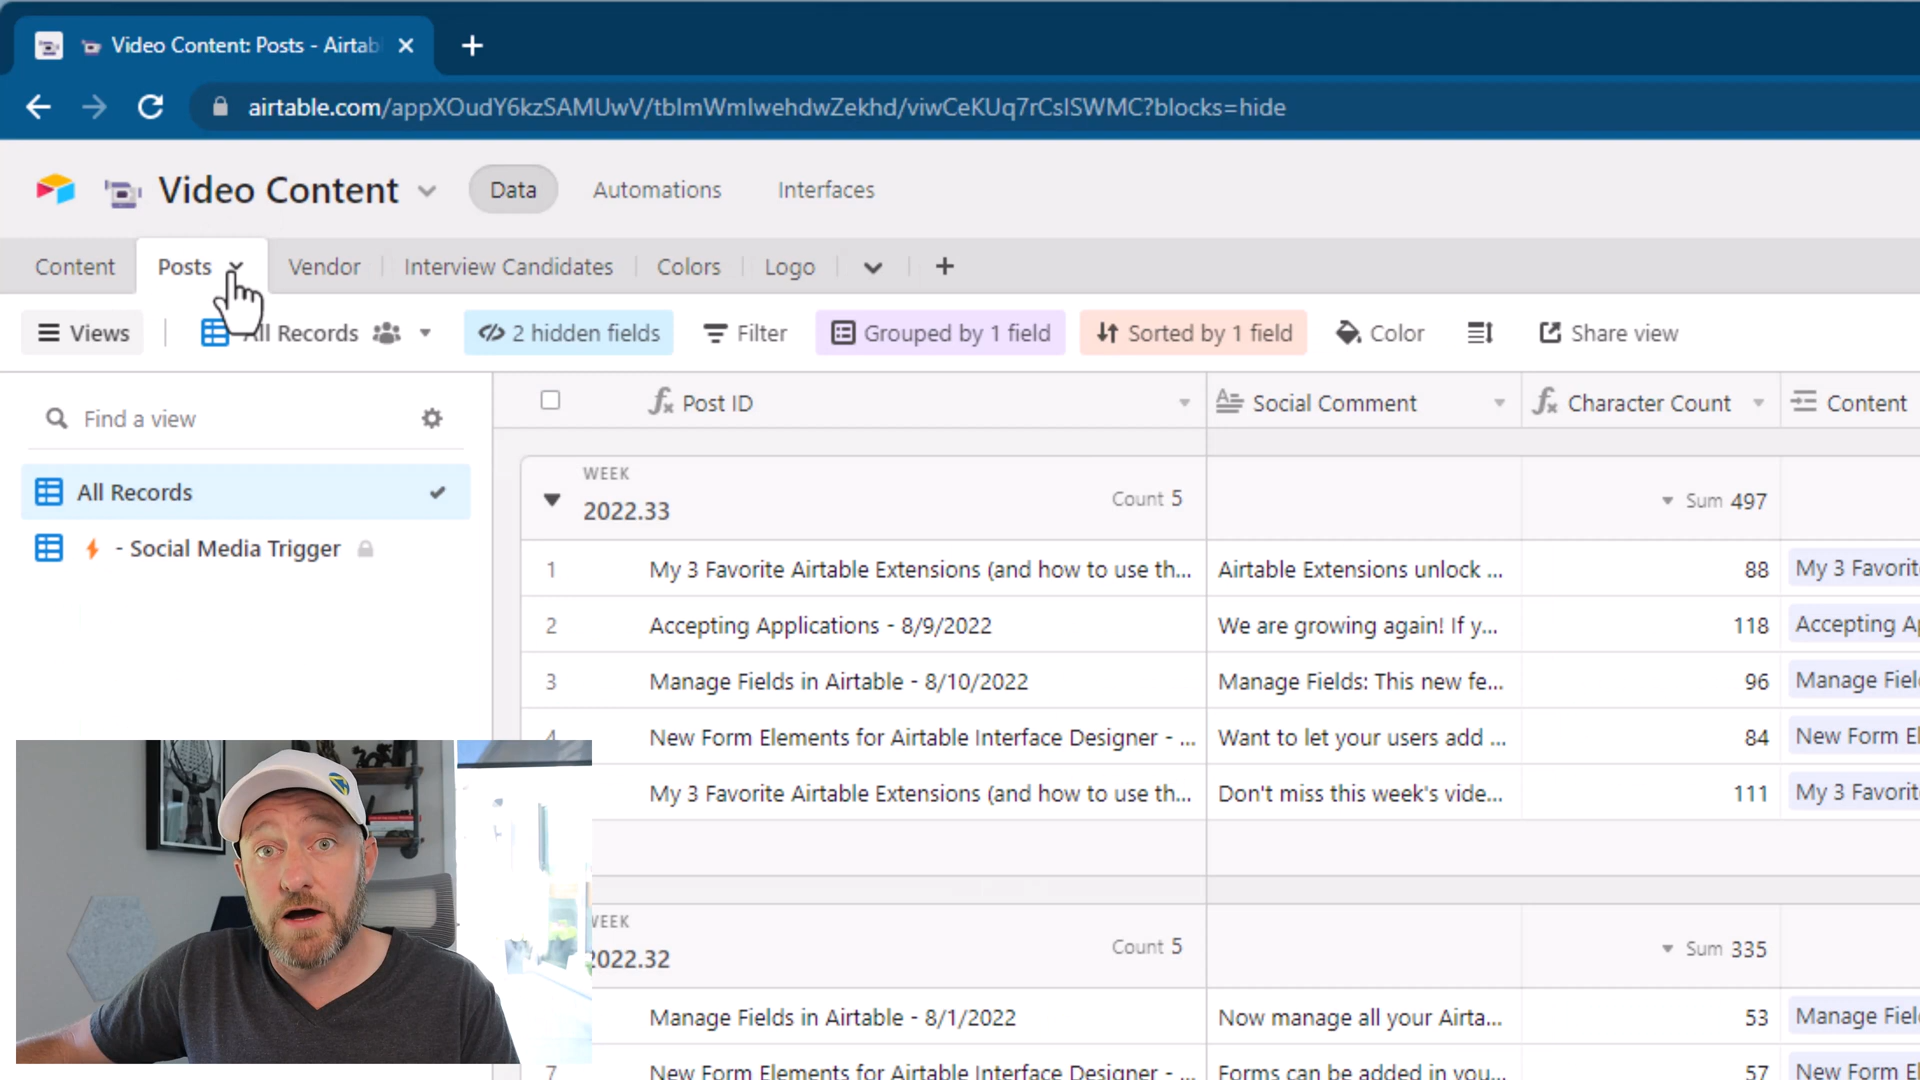 Video Content: Posts - Airtab
airtable.com/appXOudY6kzSAMUwV/tblmWmlwehdwZekhd/viwCeKUq7rCslSWMC?blocks=hide
Video Content Data Automations Interfaces
Content Posts Vendor Interview Candidates Colors Logo
Views All Records 2 hidden fields Filter Grouped by 1 field Sorted by 1 field Color Share view
Find a view
All Records
- Social Media Trigger
Post ID Social Comment Character Count Content
WEEK
2022.33 Count 5 Sum 497
1 My 3 Favorite Airtable Extensions (and how to use th... Airtable Extensions unlock ... 88 My 3 Favorit
2 Accepting Applications - 8/9/2022 We are growing again! If y... 118 Accepting Ap
3 Manage Fields in Airtable - 8/10/2022 Manage Fields: This new fe... 96 Manage Fiel
4 New Form Elements for Airtable Interface Designer - ... Want to let your users add ... 84 New Form El
My 3 Favorite Airtable Extensions (and how to use th... Don't miss this week's vide... 111 My 3 Favorit
WEEK
2022.32 Count 5 Sum 335
Manage Fields in Airtable - 8/1/2022 Now manage all your Airta... 53 Manage Fiel
7 New Form Elements for Airtable Interface Designer - ... Forms can be added in you... 57 New Form El